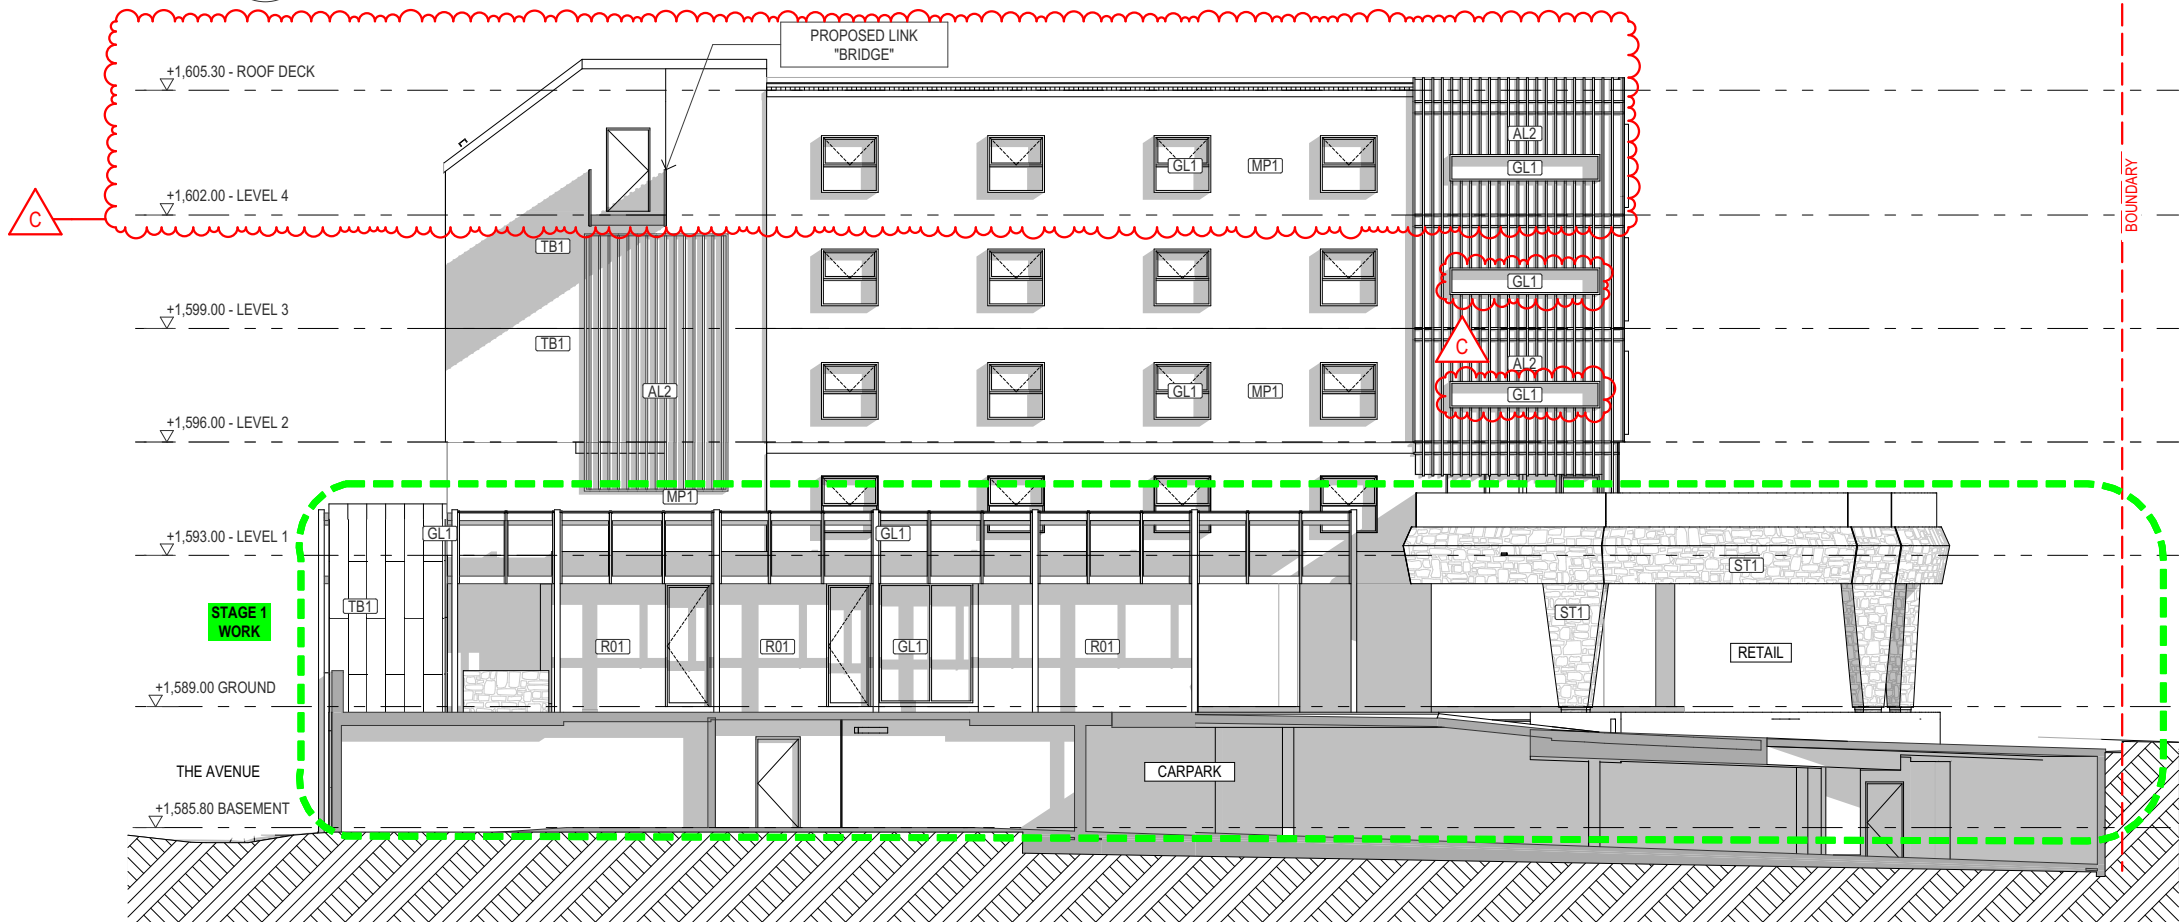 PROPOSED LINK
"BRIDGE"
+1,605.30 - ROOF DECK
AL2
GL1
GL1
MP1
BOUNDARY
+1,602.00 - LEVEL 4
C
TB1
GL1
+1,599.00 - LEVEL 3
TB1
C
AL2
AL2
GL1
MP1
GL1
+1,596.00 - LEVEL 2
MP1
GL1
GL1
+1,593.00 - LEVEL 1
ST1
TB1
STAGE 1
WORK
ST1
R01
R01
GL1
R01
RETAIL
+1,589.00 GROUND
THE AVENUE
CARPARK
+1,585.80 BASEMENT